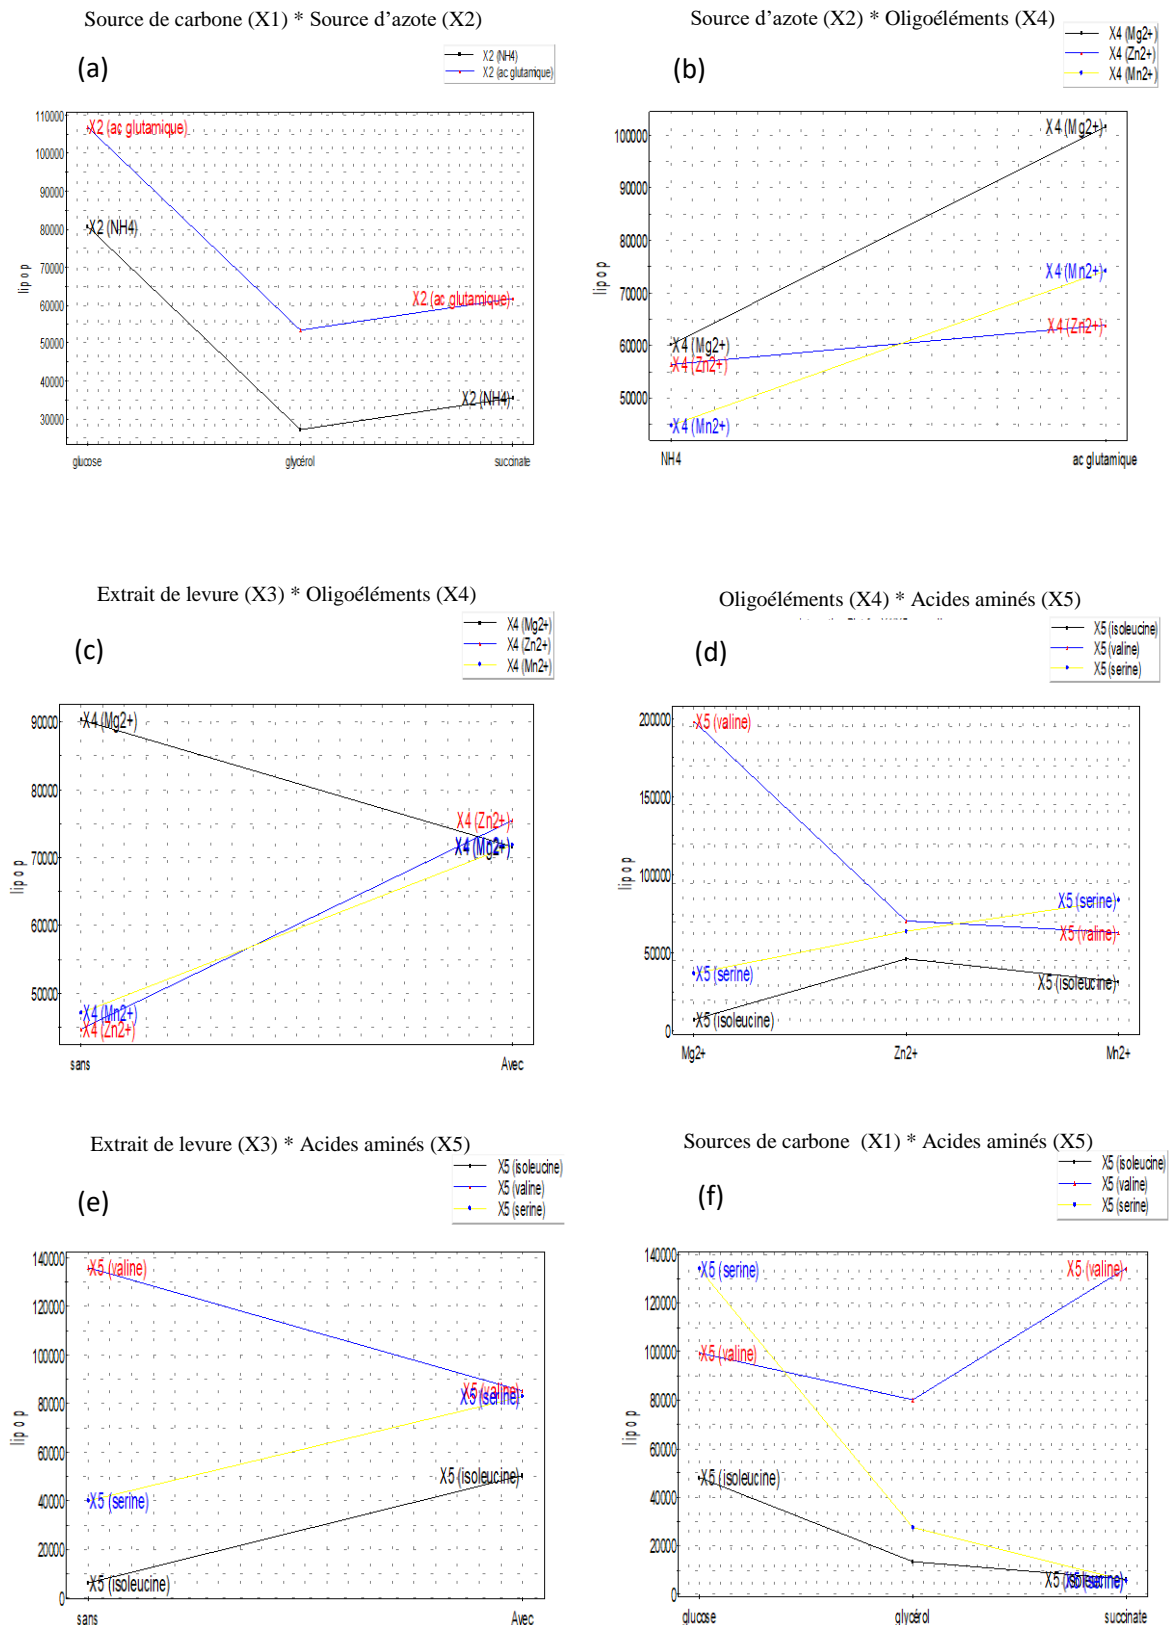 Source de carbone (X1) * Source d’azote (X2)
X2 (NH4)
X2 (ac glutamique)
(a)
110000
100000
90000
80000
70000
60000
50000
40000
30000
lipop
X2 (ac glutamique)
X2 (NH4)
X2 (ac glutamique)
X2 (NH4)
glucose
glycérol
succinate
Source d’azote (X2) * Oligoéléments (X4)
X4 (Mg2+)
X4 (Zn2+)
X4 (Mn2+)
(b)
100000
90000
80000
70000
60000
50000
lipop
X4 (Mg2+)
X4 (Mn2+)
X4 (Zn2+)
X4 (Mg2+)
X4 (Zn2+)
X4 (Mn2+)
NH4
ac glutamique
Extrait de levure (X3) * Oligoéléments (X4)
X4 (Mg2+)
X4 (Zn2+)
X4 (Mn2+)
(c)
90000
80000
70000
60000
50000
lipop
X4 (Mg2+)
X4 (Zn2+)
X4 (Mg2+)
X4 (Mn2+)
X4 (Zn2+)
sans
Avec
Oligoéléments (X4) * Acides aminés (X5)
X5 (isoleucine)
X5 (valine)
X5 (serine)
(d)
200000
150000
100000
50000
0
lipop
X5 (valine)
X5 (serine)
X5 (valine)
X5 (serine)
X5 (isoleucine)
X5 (isoleucine)
Mg2+
Zn2+
Mn2+
Extrait de levure (X3) * Acides aminés (X5)
X5 (isoleucine)
X5 (valine)
X5 (serine)
(e)
140000
120000
100000
80000
60000
40000
20000
0
lipop
X5 (valine)
X5 (valine)
X5 (serine)
X5 (isoleucine)
X5 (serine)
X5 (isoleucine)
sans
Avec
Sources de carbone (X1) * Acides aminés (X5)
X5 (isoleucine)
X5 (valine)
X5 (serine)
(f)
140000
120000
100000
80000
60000
40000
20000
0
lipop
X5 (serine)
X5 (valine)
X5 (valine)
X5 (isoleucine)
X5 (serine)
glucose
glycérol
succinate